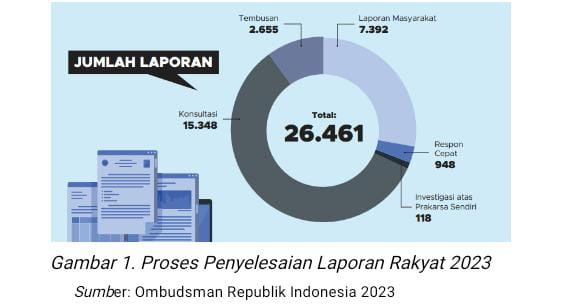 Tembusan
2.655
Laporan Masyarakat
7.392
JUMLAH LAPORAN
Konsultasi
15.348
Total:
26.461
Respon
Cepat
948
Investigasi atas
Prakarsa Sendiri
118
Gambar 1. Proses Penyelesaian Laporan Rakyat 2023
Sumber: Ombudsman Republik Indonesia 2023